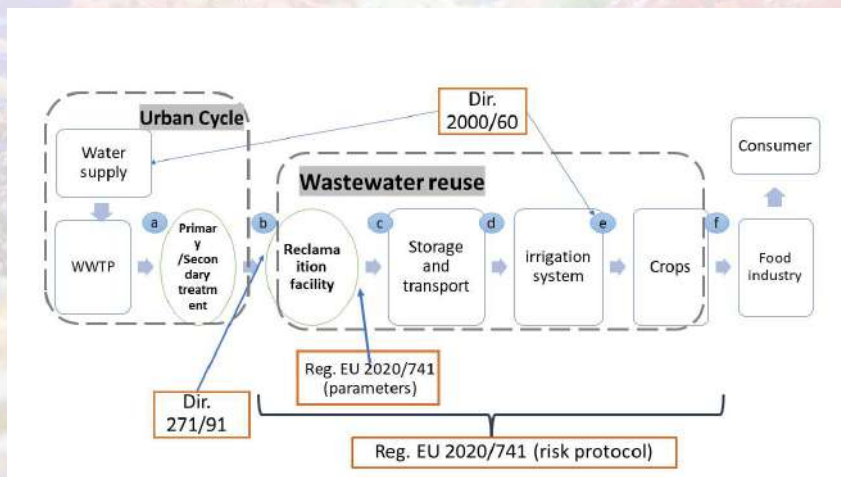 Dir.
2000/60
Urban Cycle
Water
supply
Consumer
Wastewater reuse
a
b
c
d
e
f
WWTP
Primar
y
/Secon
dary
treatm
ent
Reclama
ition
facility
Storage
and
transport
irrigation
system
Crops
Food
industry
Reg. EU 2020/741
(parameters)
Dir.
271/91
Reg. EU 2020/741 (risk protocol)